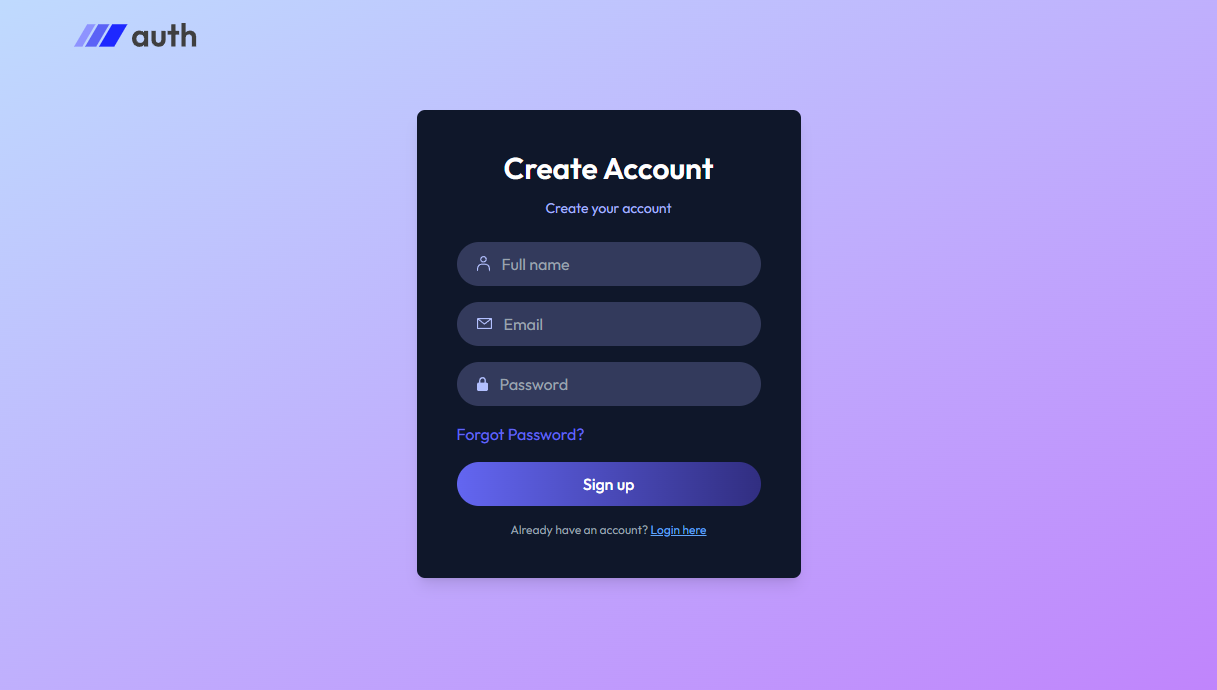 auth
Create Account
Create your account
Full name
Email
Password
Forgot Password?
Sign up
Already have an account? Login here